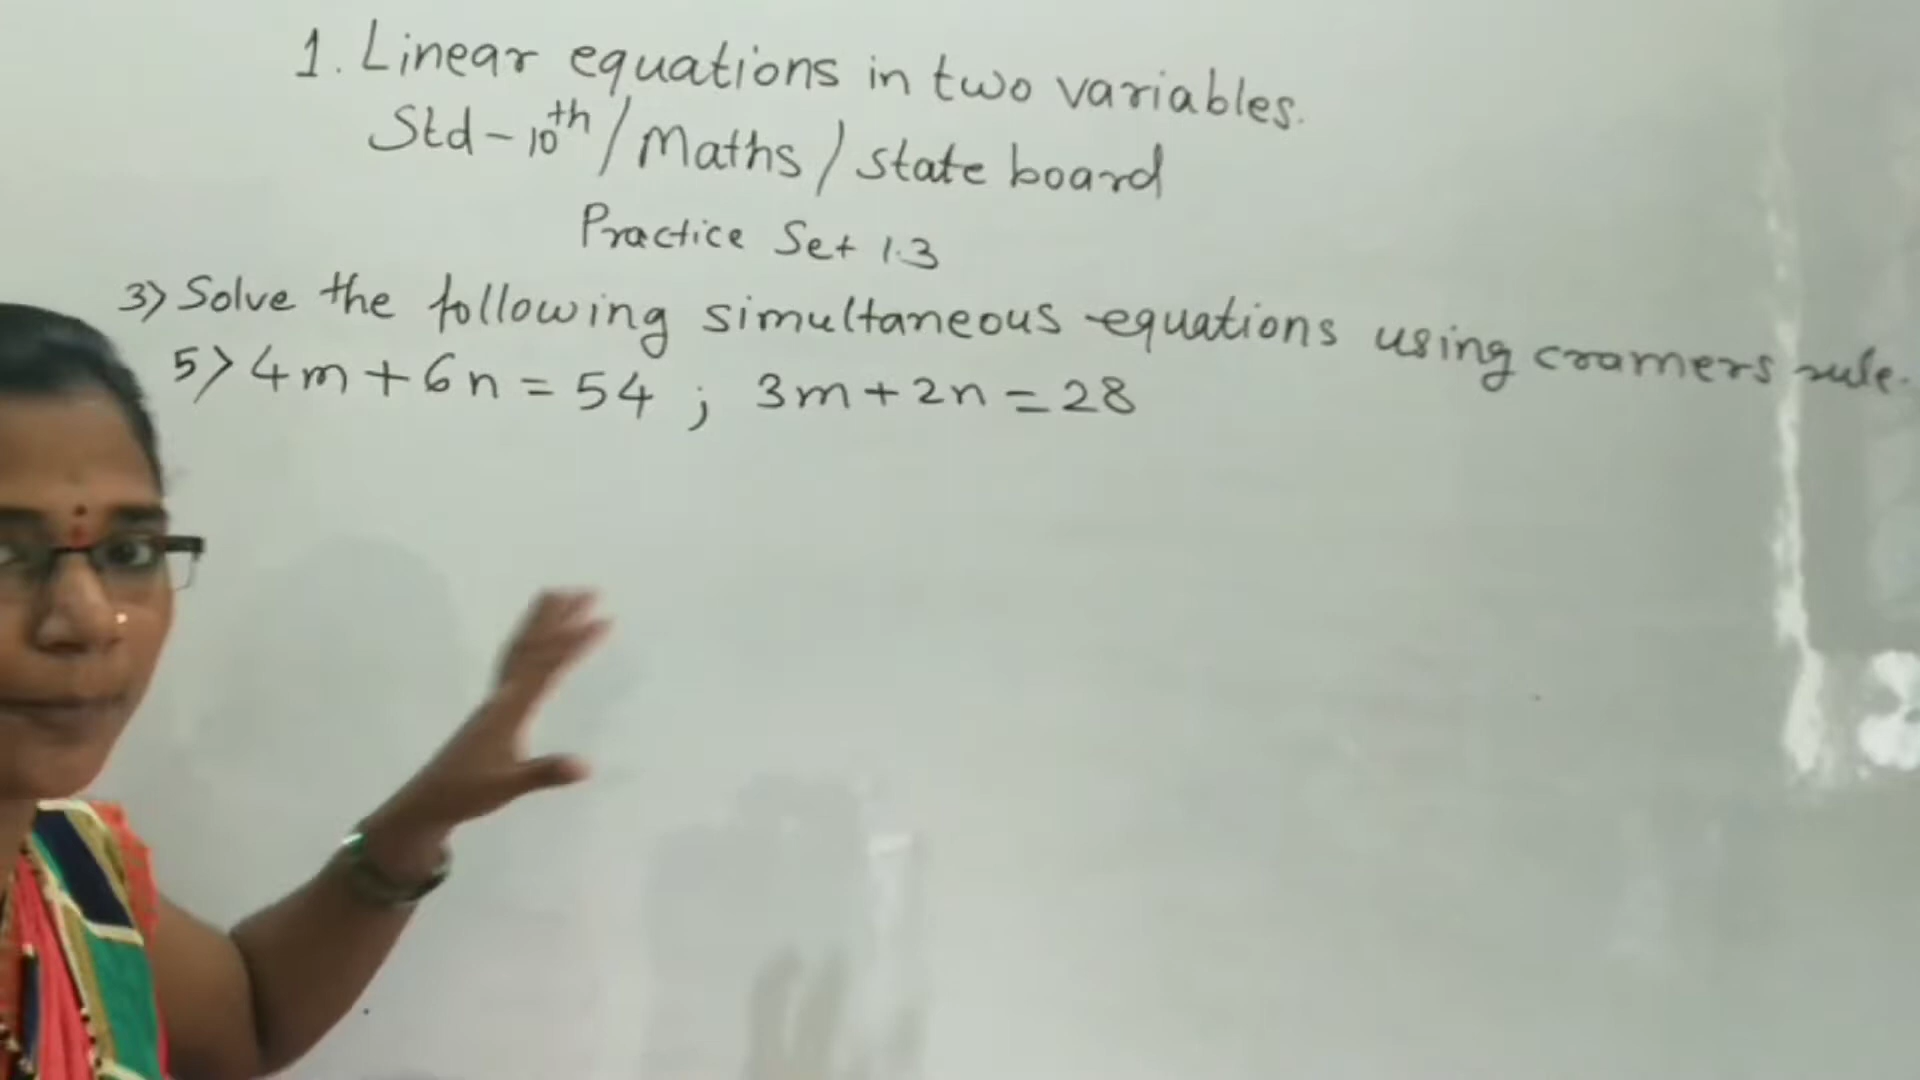 1. Linear equations in two variables.
Std - 10th / Maths / state board
Practice Set 1.3
3) Solve the following simultaneous equations using cramers rule.
5) 4m + 6n = 54 ; 3m + 2n = 28